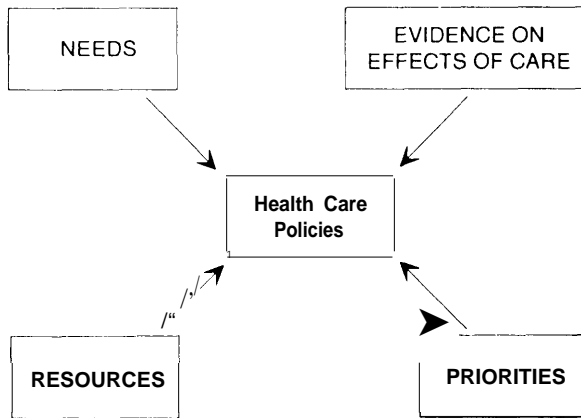 NEEDS
EVIDENCE ON
EFFECTS OF CARE
Health Care
Policies
RESOURCES
PRIORITIES